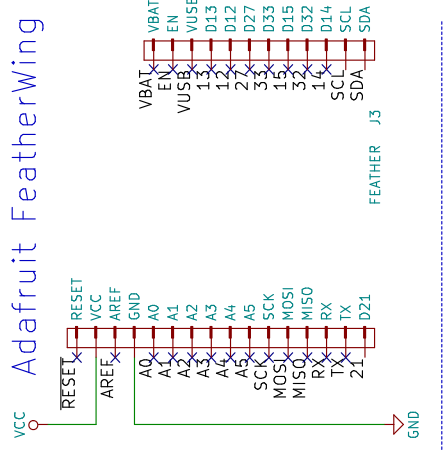 Adafruit FeatherWing
VBAT
EN
VUSB
D13
D12
D27
D33
D15
D32
D14
SCL
SDA
VBAT
EN
VUSB
13
12
27
33
15
32
14
SCL
SDA
J3
FEATHER
RESET
VCC
AREF
GND
A0
A1
A2
A3
A4
A5
SCK
MOSI
MISO
RX
TX
D21
RESET
AREF
A0
A1
A2
A3
A4
A5
SCK
MOSI
MISO
RX
TX
21
VCC
GND